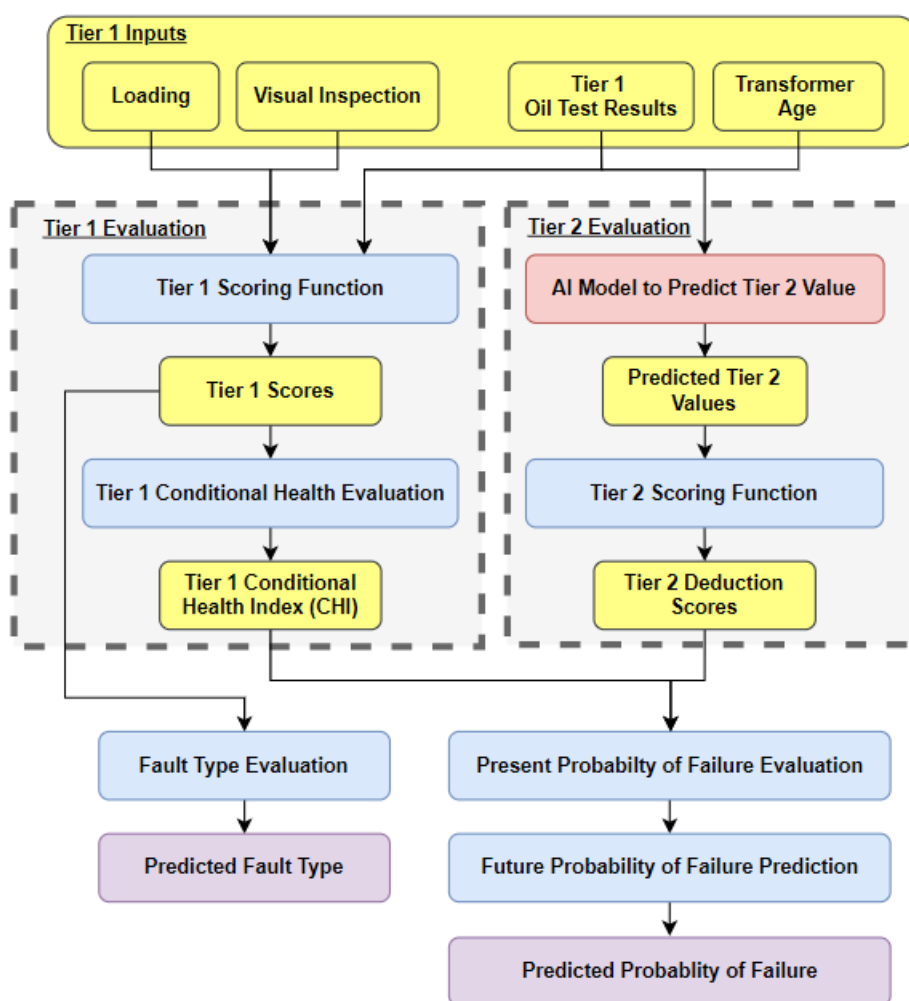 Tier 1 Inputs
Loading
Visual Inspection
Tier 1
Oil Test Results
Transformer
Age
Tier 1 Evaluation
Tier 2 Evaluation
Tier 1 Scoring Function
AI Model to Predict Tier 2 Value
Tier 1 Scores
Predicted Tier 2
Values
Tier 1 Conditional Health Evaluation
Tier 2 Scoring Function
Tier 1 Conditional
Health Index (CHI)
Tier 2 Deduction
Scores
Fault Type Evaluation
Present Probabilty of Failure Evaluation
Predicted Fault Type
Future Probability of Failure Prediction
Predicted Probablity of Failure